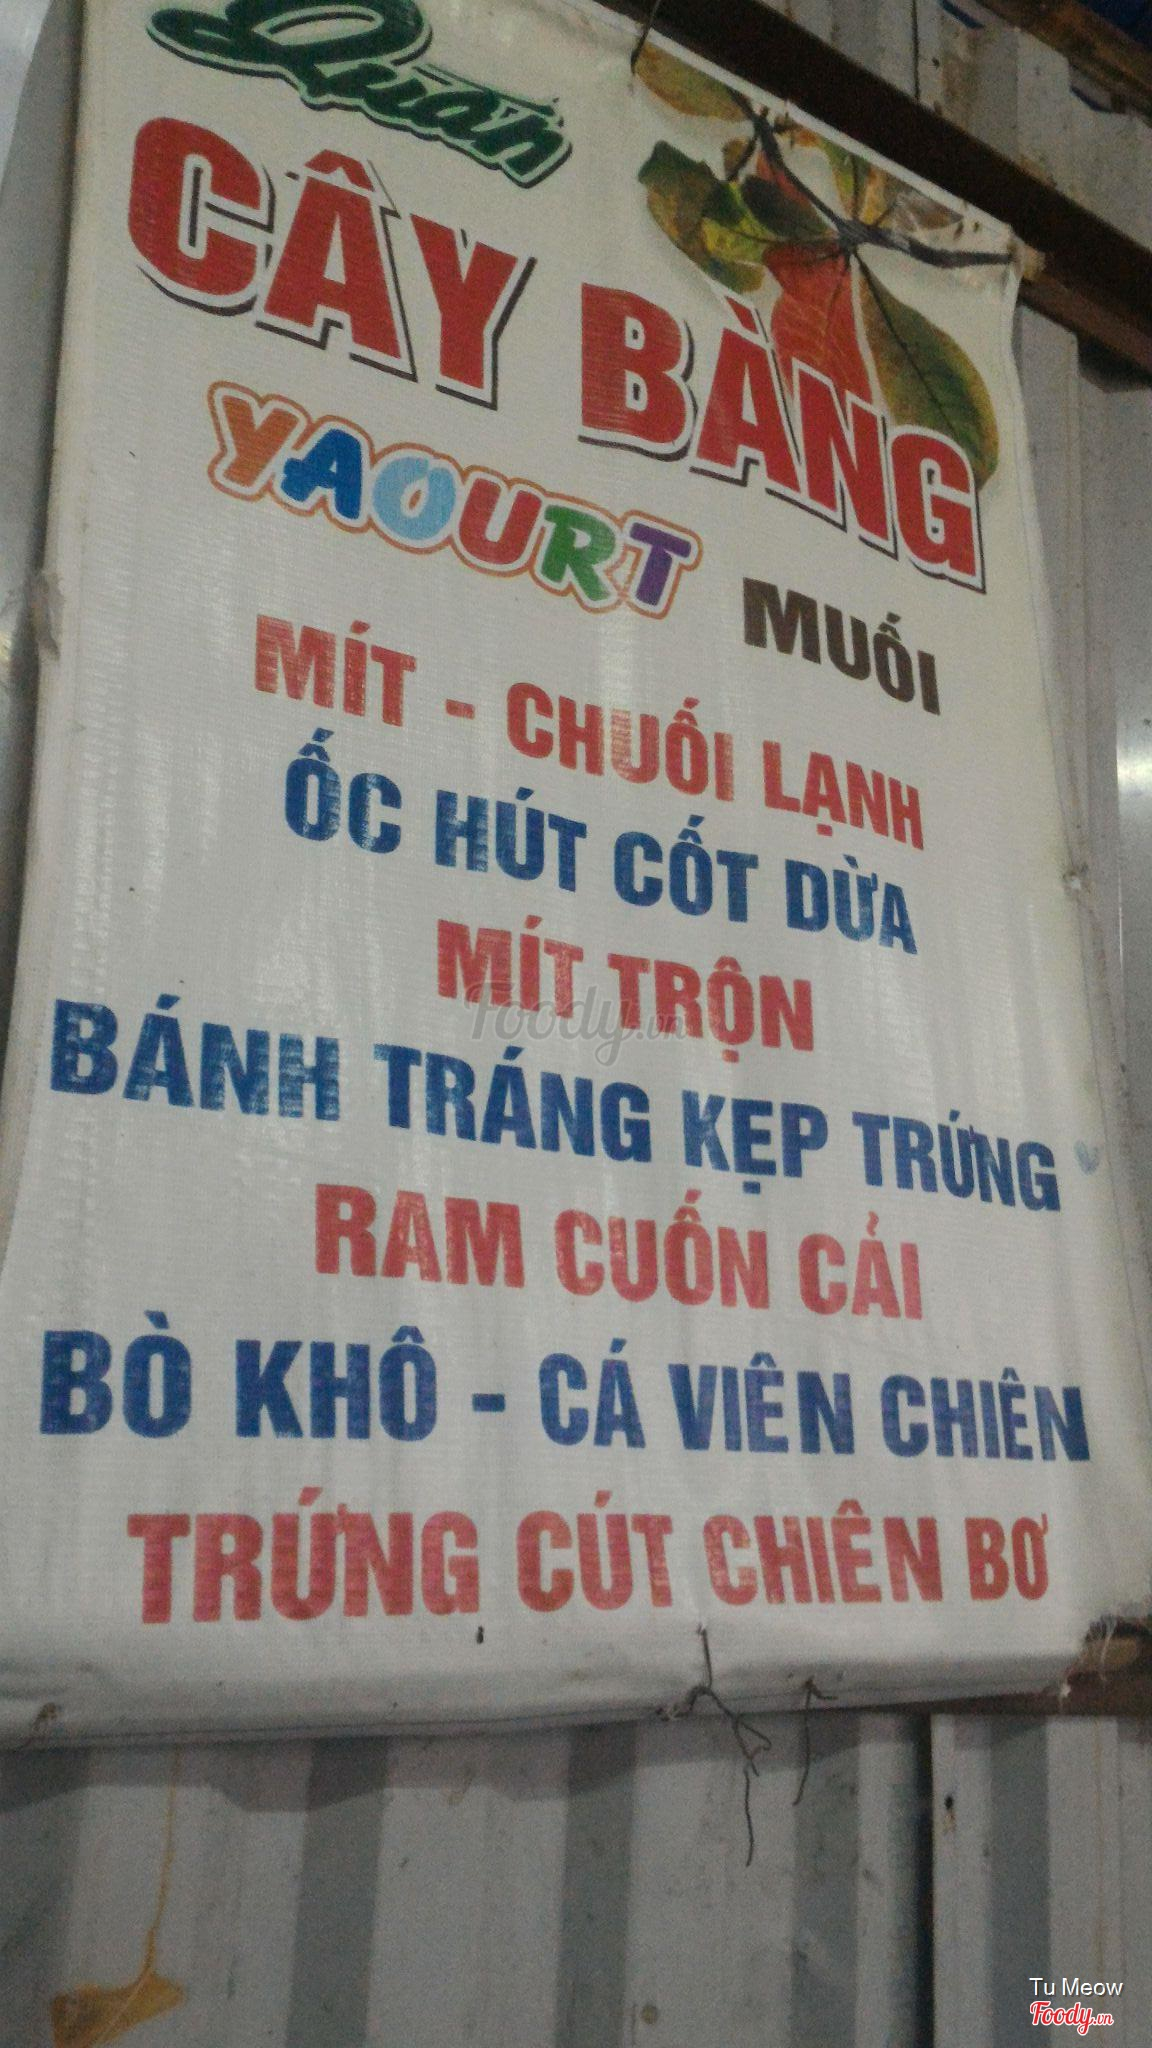 Quán
CÂY BÀNG
YAOURT MUỐI
MÍT - CHUỐI LẠNH
ỐC HÚT CỐT DỪA
MÍT TRỘN
Foody.vn
BÁNH TRÁNG KẸP TRỨNG
RAM CUỐN CẢI
BÒ KHÔ - CÁ VIÊN CHIÊN
TRỨNG CÚT CHIÊN BƠ
Tu Meow
Foody.vn